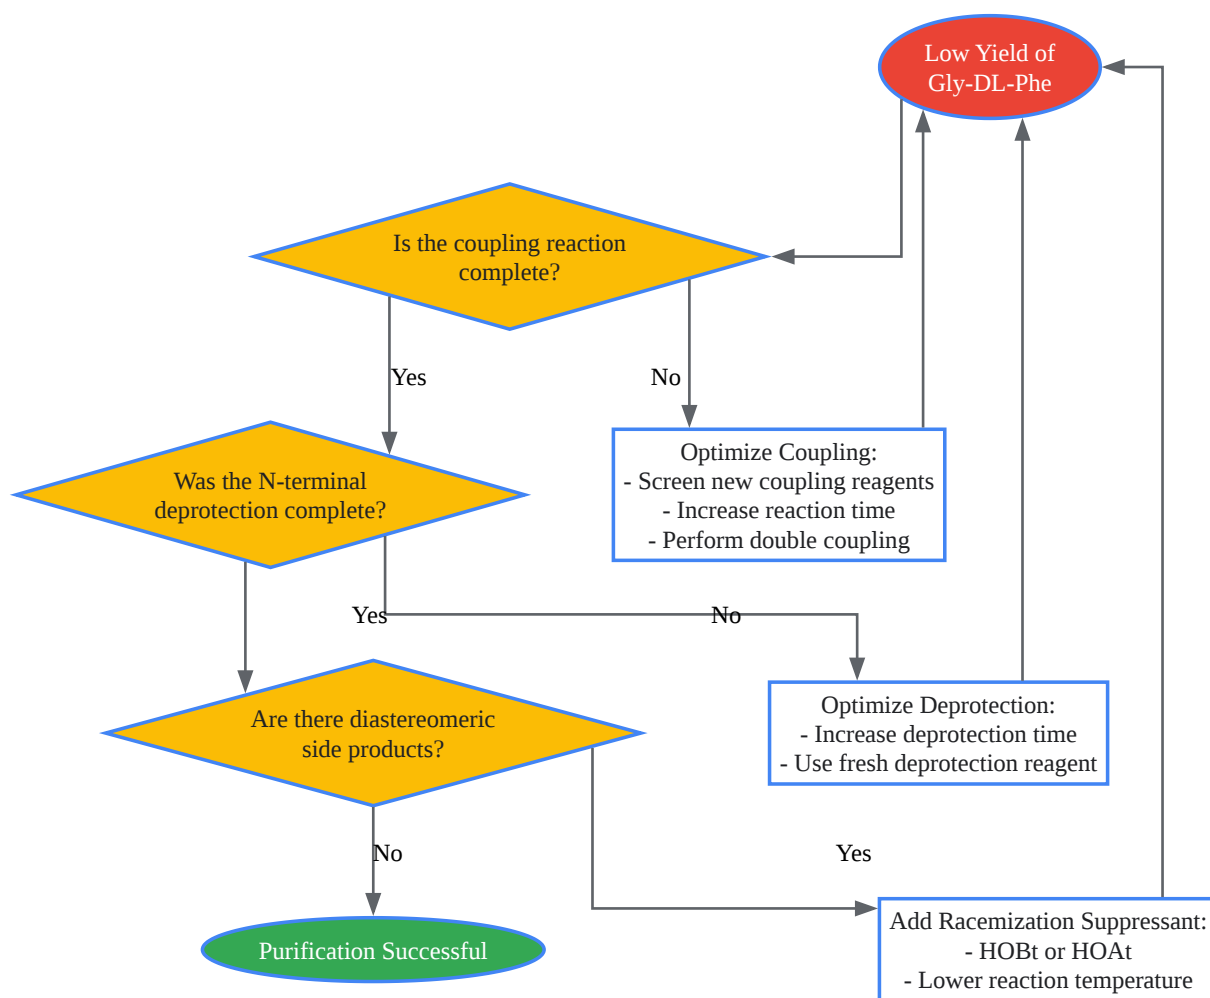 Low Yield of
Gly-DL-Phe
Is the coupling reaction
complete?
Yes
No
Was the N-terminal
deprotection complete?
Optimize Coupling:
- Screen new coupling reagents
- Increase reaction time
- Perform double coupling
Yes
No
Are there diastereomeric
side products?
Optimize Deprotection:
- Increase deprotection time
- Use fresh deprotection reagent
No
Yes
Purification Successful
Add Racemization Suppressant:
- HOBt or HOAt
- Lower reaction temperature